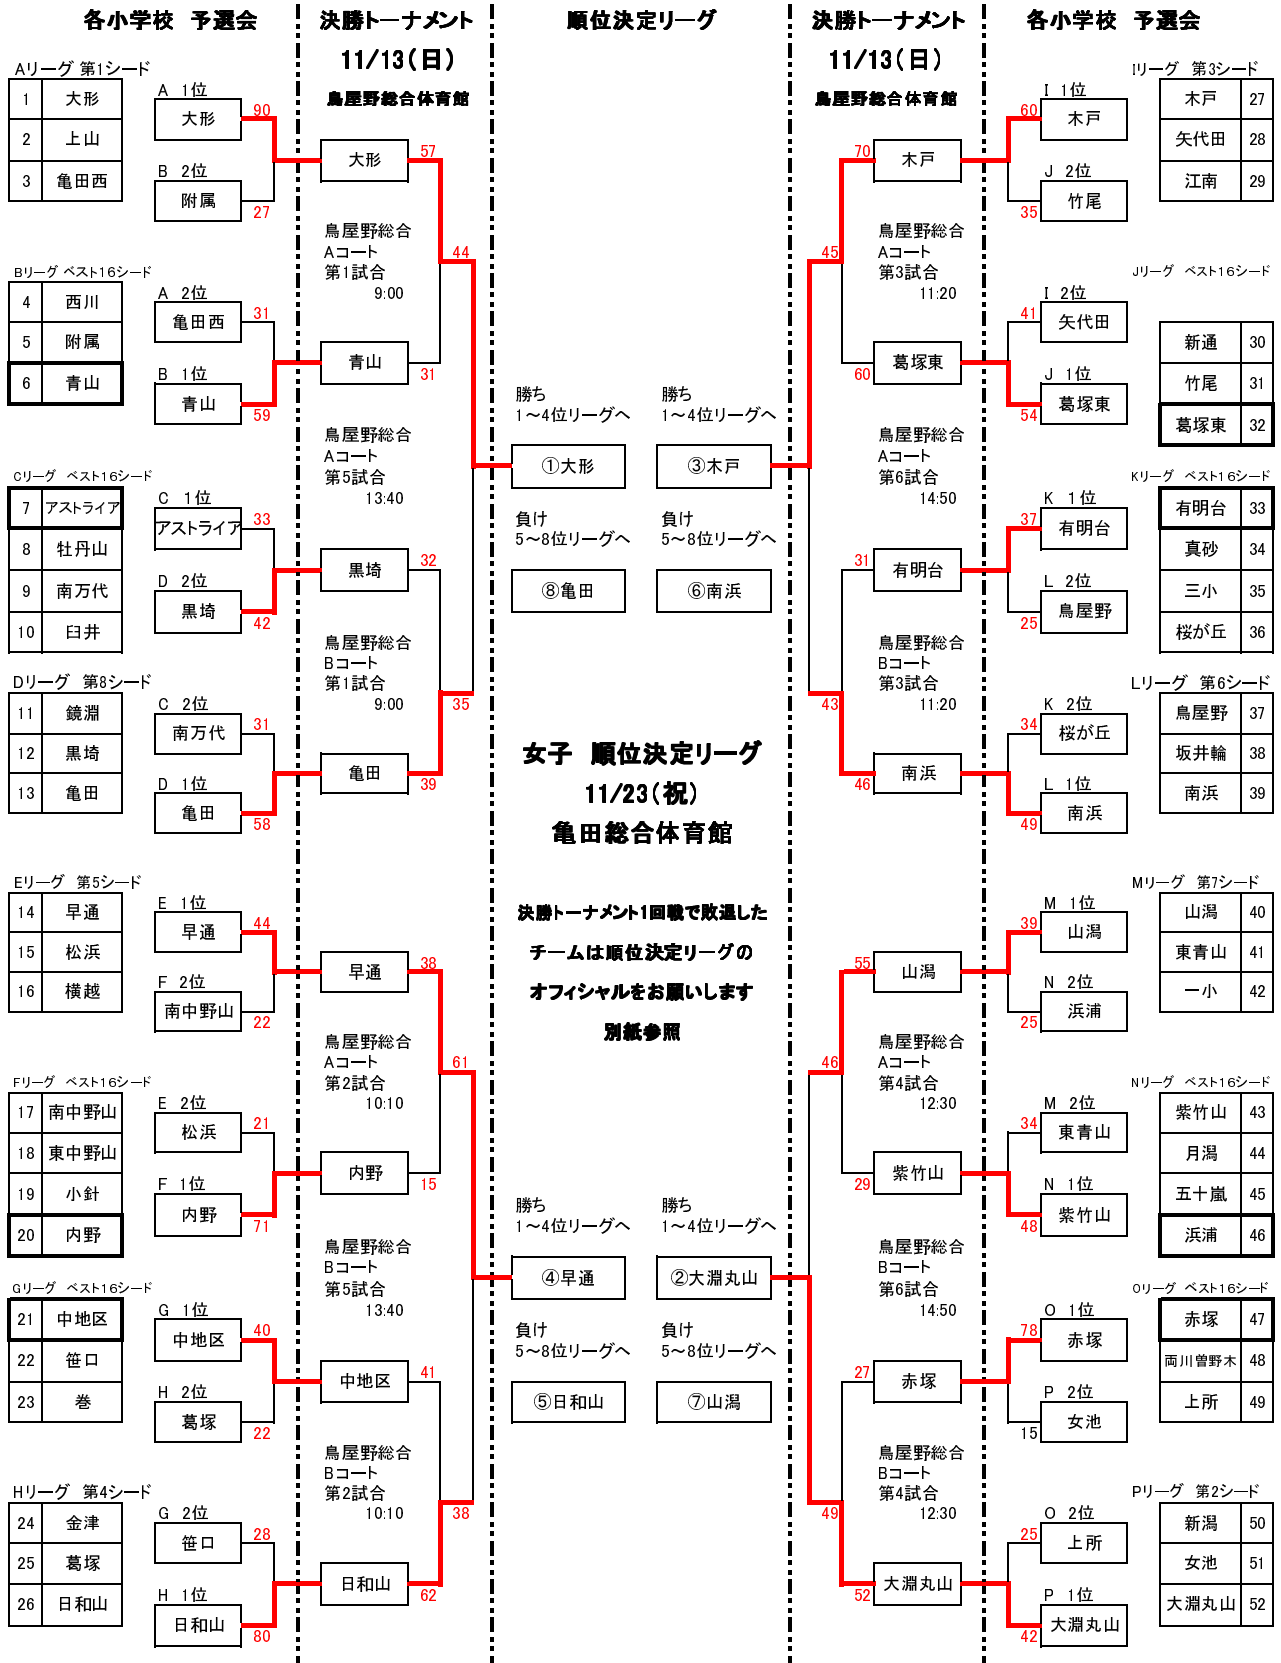 各小学校　予選会
決勝トーナメント
11/13(日)
鳥屋野総合体育館
順位決定リーグ
決勝トーナメント
11/13(日)
鳥屋野総合体育館
各小学校　予選会
Aリーグ 第1シード
1 大形
2 上山
3 亀田西
Bリーグ ベスト16シード
4 西川
5 附属
6 青山
Cリーグ ベスト16シード
7 アストライア
8 牡丹山
9 南万代
10 臼井
Dリーグ 第8シード
11 鏡淵
12 黒埼
13 亀田
Eリーグ 第5シード
14 早通
15 松浜
16 横越
Fリーグ ベスト16シード
17 南中野山
18 東中野山
19 小針
20 内野
Gリーグ ベスト16シード
21 中地区
22 笹口
23 巻
Hリーグ 第4シード
24 金津
25 葛塚
26 日和山
A 1位
大形 90
B 2位
附属 27
A 2位
亀田西 31
B 1位
青山 59
C 1位
アストライア 33
D 2位
黒埼 42
C 2位
南万代 31
D 1位
亀田 58
E 1位
早通 44
F 2位
南中野山 22
E 2位
松浜 21
F 1位
内野 71
G 1位
中地区 40
H 2位
葛塚 22
G 2位
笹口 28
H 1位
日和山 80
大形 57
鳥屋野総合
Aコート
第1試合
9:00
44
青山 31
鳥屋野総合
Aコート
第5試合
13:40
黒埼 32
鳥屋野総合
Bコート
第1試合
9:00
35
亀田 39
早通 38
鳥屋野総合
Aコート
第2試合
10:10
61
内野 15
鳥屋野総合
Bコート
第5試合
13:40
中地区 41
鳥屋野総合
Bコート
第2試合
10:10
38
日和山 62
勝ち
1～4位リーグへ
①大形
負け
5～8位リーグへ
⑧亀田
勝ち
1～4位リーグへ
③木戸
負け
5～8位リーグへ
⑥南浜
女子　順位決定リーグ
11/23(祝)
亀田総合体育館
決勝トーナメント1回戦で敗退した
チームは順位決定リーグの
オフィシャルをお願いします
別紙参照
勝ち
1～4位リーグへ
④早通
負け
5～8位リーグへ
⑤日和山
勝ち
1～4位リーグへ
②大淵丸山
負け
5～8位リーグへ
⑦山潟
70 木戸
鳥屋野総合
Aコート
第3試合
11:20
45
60 葛塚東
鳥屋野総合
Aコート
第6試合
14:50
31 有明台
鳥屋野総合
Bコート
第3試合
11:20
43
46 南浜
55 山潟
鳥屋野総合
Aコート
第4試合
12:30
46
29 紫竹山
鳥屋野総合
Bコート
第6試合
14:50
27 赤塚
鳥屋野総合
Bコート
第4試合
12:30
49
52 大淵丸山
I 1位
60 木戸
J 2位
35 竹尾
I 2位
41 矢代田
J 1位
54 葛塚東
K 1位
37 有明台
L 2位
25 鳥屋野
K 2位
34 桜が丘
L 1位
49 南浜
M 1位
39 山潟
N 2位
25 浜浦
M 2位
34 東青山
N 1位
48 紫竹山
O 1位
78 赤塚
P 2位
15 女池
O 2位
25 上所
P 1位
42 大淵丸山
Iリーグ　第3シード
木戸 27
矢代田 28
江南 29
Jリーグ　ベスト16シード
新通 30
竹尾 31
葛塚東 32
Kリーグ　ベスト16シード
有明台 33
真砂 34
三小 35
桜が丘 36
Lリーグ　第6シード
鳥屋野 37
坂井輪 38
南浜 39
Mリーグ　第7シード
山潟 40
東青山 41
一小 42
Nリーグ　ベスト16シード
紫竹山 43
月潟 44
五十嵐 45
浜浦 46
Oリーグ　ベスト16シード
赤塚 47
両川曽野木 48
上所 49
Pリーグ　第2シード
新潟 50
女池 51
大淵丸山 52